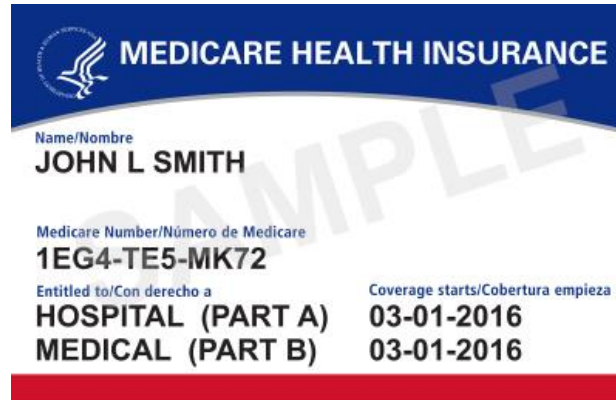 MEDICARE HEALTH INSURANCE
Name/Nombre
JOHN L SMITH
Medicare Number/Número de Medicare
1EG4-TE5-MK72
Entitled to/Con derecho a
Coverage starts/Cobertura empieza
HOSPITAL (PART A) 03-01-2016
MEDICAL (PART B) 03-01-2016
SAMPLE